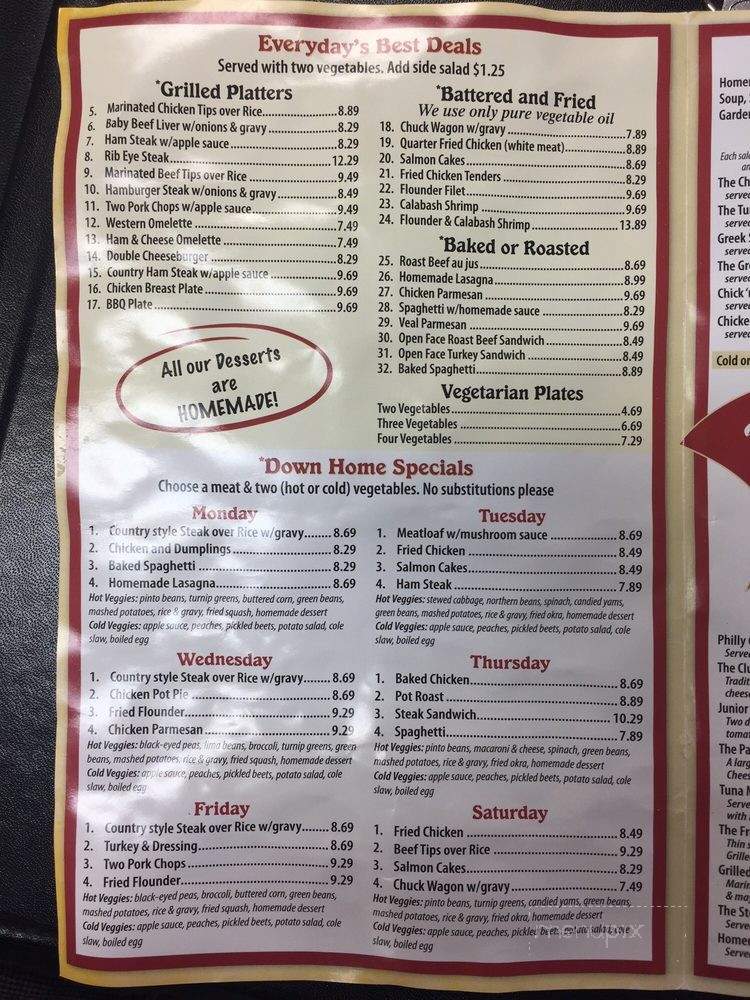 Everyday's Best Deals
Served with two vegetables. Add side salad $1.25
*Grilled Platters
5. Marinated Chicken Tips over Rice.....8.89
6. Baby Beef Liver w/onions & gravy.....8.29
7. Ham Steak w/apple sauce.....8.29
8. Rib Eye Steak.....12.29
9. Marinated Beef Tips over Rice.....9.49
10. Hamburger Steak w/onions & gravy.....8.49
11. Two Pork Chops w/apple sauce.....9.49
12. Western Omelette.....7.49
13. Ham & Cheese Omelette.....7.49
14. Double Cheeseburger.....8.29
15. Country Ham Steak w/apple sauce.....9.69
16. Chicken Breast Plate.....9.69
17. BBQ Plate.....9.69
All our Desserts
are
HOMEMADE!
*Battered and Fried
We use only pure vegetable oil
18. Chuck Wagon w/gravy.....7.89
19. Quarter Fried Chicken (white meat).....8.89
20. Salmon Cakes.....8.69
21. Fried Chicken Tenders.....8.29
22. Flounder Filet.....9.69
23. Calabash Shrimp.....9.69
24. Flounder & Calabash Shrimp.....13.89
*Baked or Roasted
25. Roast Beef au jus.....8.69
26. Homemade Lasagna.....8.99
27. Chicken Parmesan.....9.69
28. Spaghetti w/homemade sauce.....8.29
29. Veal Parmesan.....9.69
30. Open Face Roast Beef Sandwich.....8.49
31. Open Face Turkey Sandwich.....8.49
32. Baked Spaghetti.....8.89
Vegetarian Plates
Two Vegetables.....4.69
Three Vegetables.....6.69
Four Vegetables.....7.29
*Down Home Specials
Choose a meat & two (hot or cold) vegetables. No substitutions please
Monday
1. Country style Steak over Rice w/gravy.....8.69
2. Chicken and Dumplings.....8.29
3. Baked Spaghetti.....8.29
4. Homemade Lasagna.....8.69
Hot Veggies: pinto beans, turnip greens, buttered corn, green beans,
mashed potatoes, rice & gravy, fried squash, homemade dessert
Cold Veggies: apple sauce, peaches, pickled beets, potato salad, cole
slaw, boiled egg
Tuesday
1. Meatloaf w/mushroom sauce.....8.69
2. Fried Chicken.....8.49
3. Salmon Cakes.....8.49
4. Ham Steak.....7.89
Hot Veggies: stewed cabbage, northern beans, spinach, candied yams,
green beans, mashed potatoes, rice & gravy, fried okra, homemade dessert
Cold Veggies: apple sauce, peaches, pickled beets, potato salad, cole
slaw, boiled egg
Wednesday
1. Country style Steak over Rice w/gravy.....8.69
2. Chicken Pot Pie.....8.69
3. Fried Flounder.....9.29
4. Chicken Parmesan.....9.29
Hot Veggies: black-eyed peas, lima beans, broccoli, turnip greens, green
beans, mashed potatoes, rice & gravy, fried squash, homemade dessert
Cold Veggies: apple sauce, peaches, pickled beets, potato salad, cole
slaw, boiled egg
Thursday
1. Baked Chicken.....8.69
2. Pot Roast.....8.89
3. Steak Sandwich.....10.29
4. Spaghetti.....7.89
Hot Veggies: pinto beans, macaroni & cheese, spinach, green beans,
mashed potatoes, rice & gravy, fried okra, homemade dessert
Cold Veggies: apple sauce, peaches, pickled beets, potato salad, cole
slaw, boiled egg
Friday
1. Country style Steak over Rice w/gravy.....8.69
2. Turkey & Dressing.....8.69
3. Two Pork Chops.....9.29
4. Fried Flounder.....9.29
Hot Veggies: black-eyed peas, broccoli, buttered corn, green beans,
mashed potatoes, rice & gravy, fried squash, homemade dessert
Cold Veggies: apple sauce, peaches, pickled beets, potato salad, cole
slaw, boiled egg
Saturday
1. Fried Chicken.....8.49
2. Beef Tips over Rice.....9.29
3. Salmon Cakes.....8.29
4. Chuck Wagon w/gravy.....7.49
Hot Veggies: pinto beans, turnip greens, candied yams, green beans,
mashed potatoes, rice & gravy, fried okra, homemade dessert
Cold Veggies: apple sauce, peaches, pickled beets, potato salad, cole
slaw, boiled egg
menupix
Soup,
Each
The
served
The
Greek
The
Chick
Cold or
Philly
Served
The
Junior
Two
The
A
Tuna
with
The
Thin
Grilled
& may
The
Served